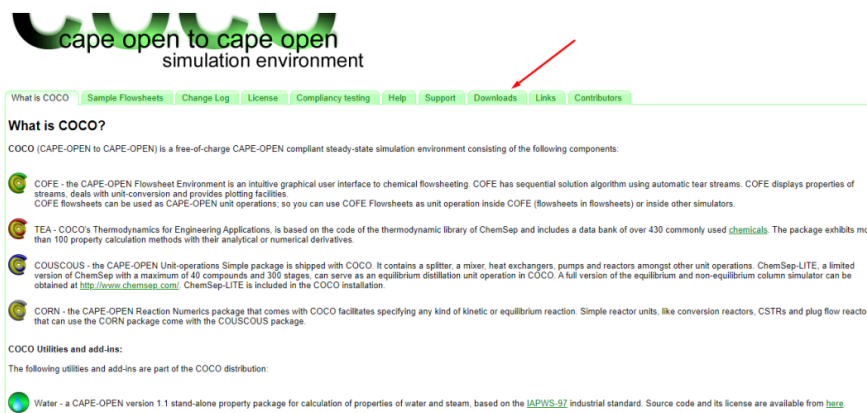 COCO
cape open to cape open
simulation environment
What is COCO Sample Flowsheets Change Log License Compliancy testing Help Support Downloads Links Contributors
What is COCO?
COCO (CAPE-OPEN to CAPE-OPEN) is a free-of-charge CAPE-OPEN compliant steady-state simulation environment consisting of the following components:
COFE - the CAPE-OPEN Flowsheet Environment is an intuitive graphical user interface to chemical flowsheeting. COFE has sequential solution algorithm using automatic tear streams. COFE displays properties of
streams, deals with unit-conversion and provides plotting facilities.
COFE flowsheets can be used as CAPE-OPEN unit operations; so you can use COFE Flowsheets as unit operation inside COFE (flowsheets in flowsheets) or inside other simulators.
TEA - COCO's Thermodynamics for Engineering Applications, is based on the code of the thermodynamic library of ChemSep and includes a data bank of over 430 commonly used chemicals. The package exhibits mo
than 100 property calculation methods with their analytical or numerical derivatives.
COUSCOUS - the CAPE-OPEN Unit-operations Simple package is shipped with COCO. It contains a splitter, a mixer, heat exchangers, pumps and reactors amongst other unit operations. ChemSep-LITE, a limited
version of ChemSep with a maximum of 40 compounds and 300 stages, can serve as an equilibrium distillation unit operation in COCO. A full version of the equilibrium and non-equilibrium column simulator can be
obtained at http://www.chemsep.com/. ChemSep-LITE is included in the COCO installation.
CORN - the CAPE-OPEN Reaction Numerics package that comes with COCO facilitates specifying any kind of kinetic or equilibrium reaction. Simple reactor units, like conversion reactors, CSTRs and plug flow reacto
that can use the CORN package come with the COUSCOUS package.
COCO Utilities and add-ins:
The following utilities and add-ins are part of the COCO distribution:
Water - a CAPE-OPEN version 1.1 stand-alone property package for calculation of properties of water and steam, based on the IAPWS-97 industrial standard. Source code and its license are available from here.